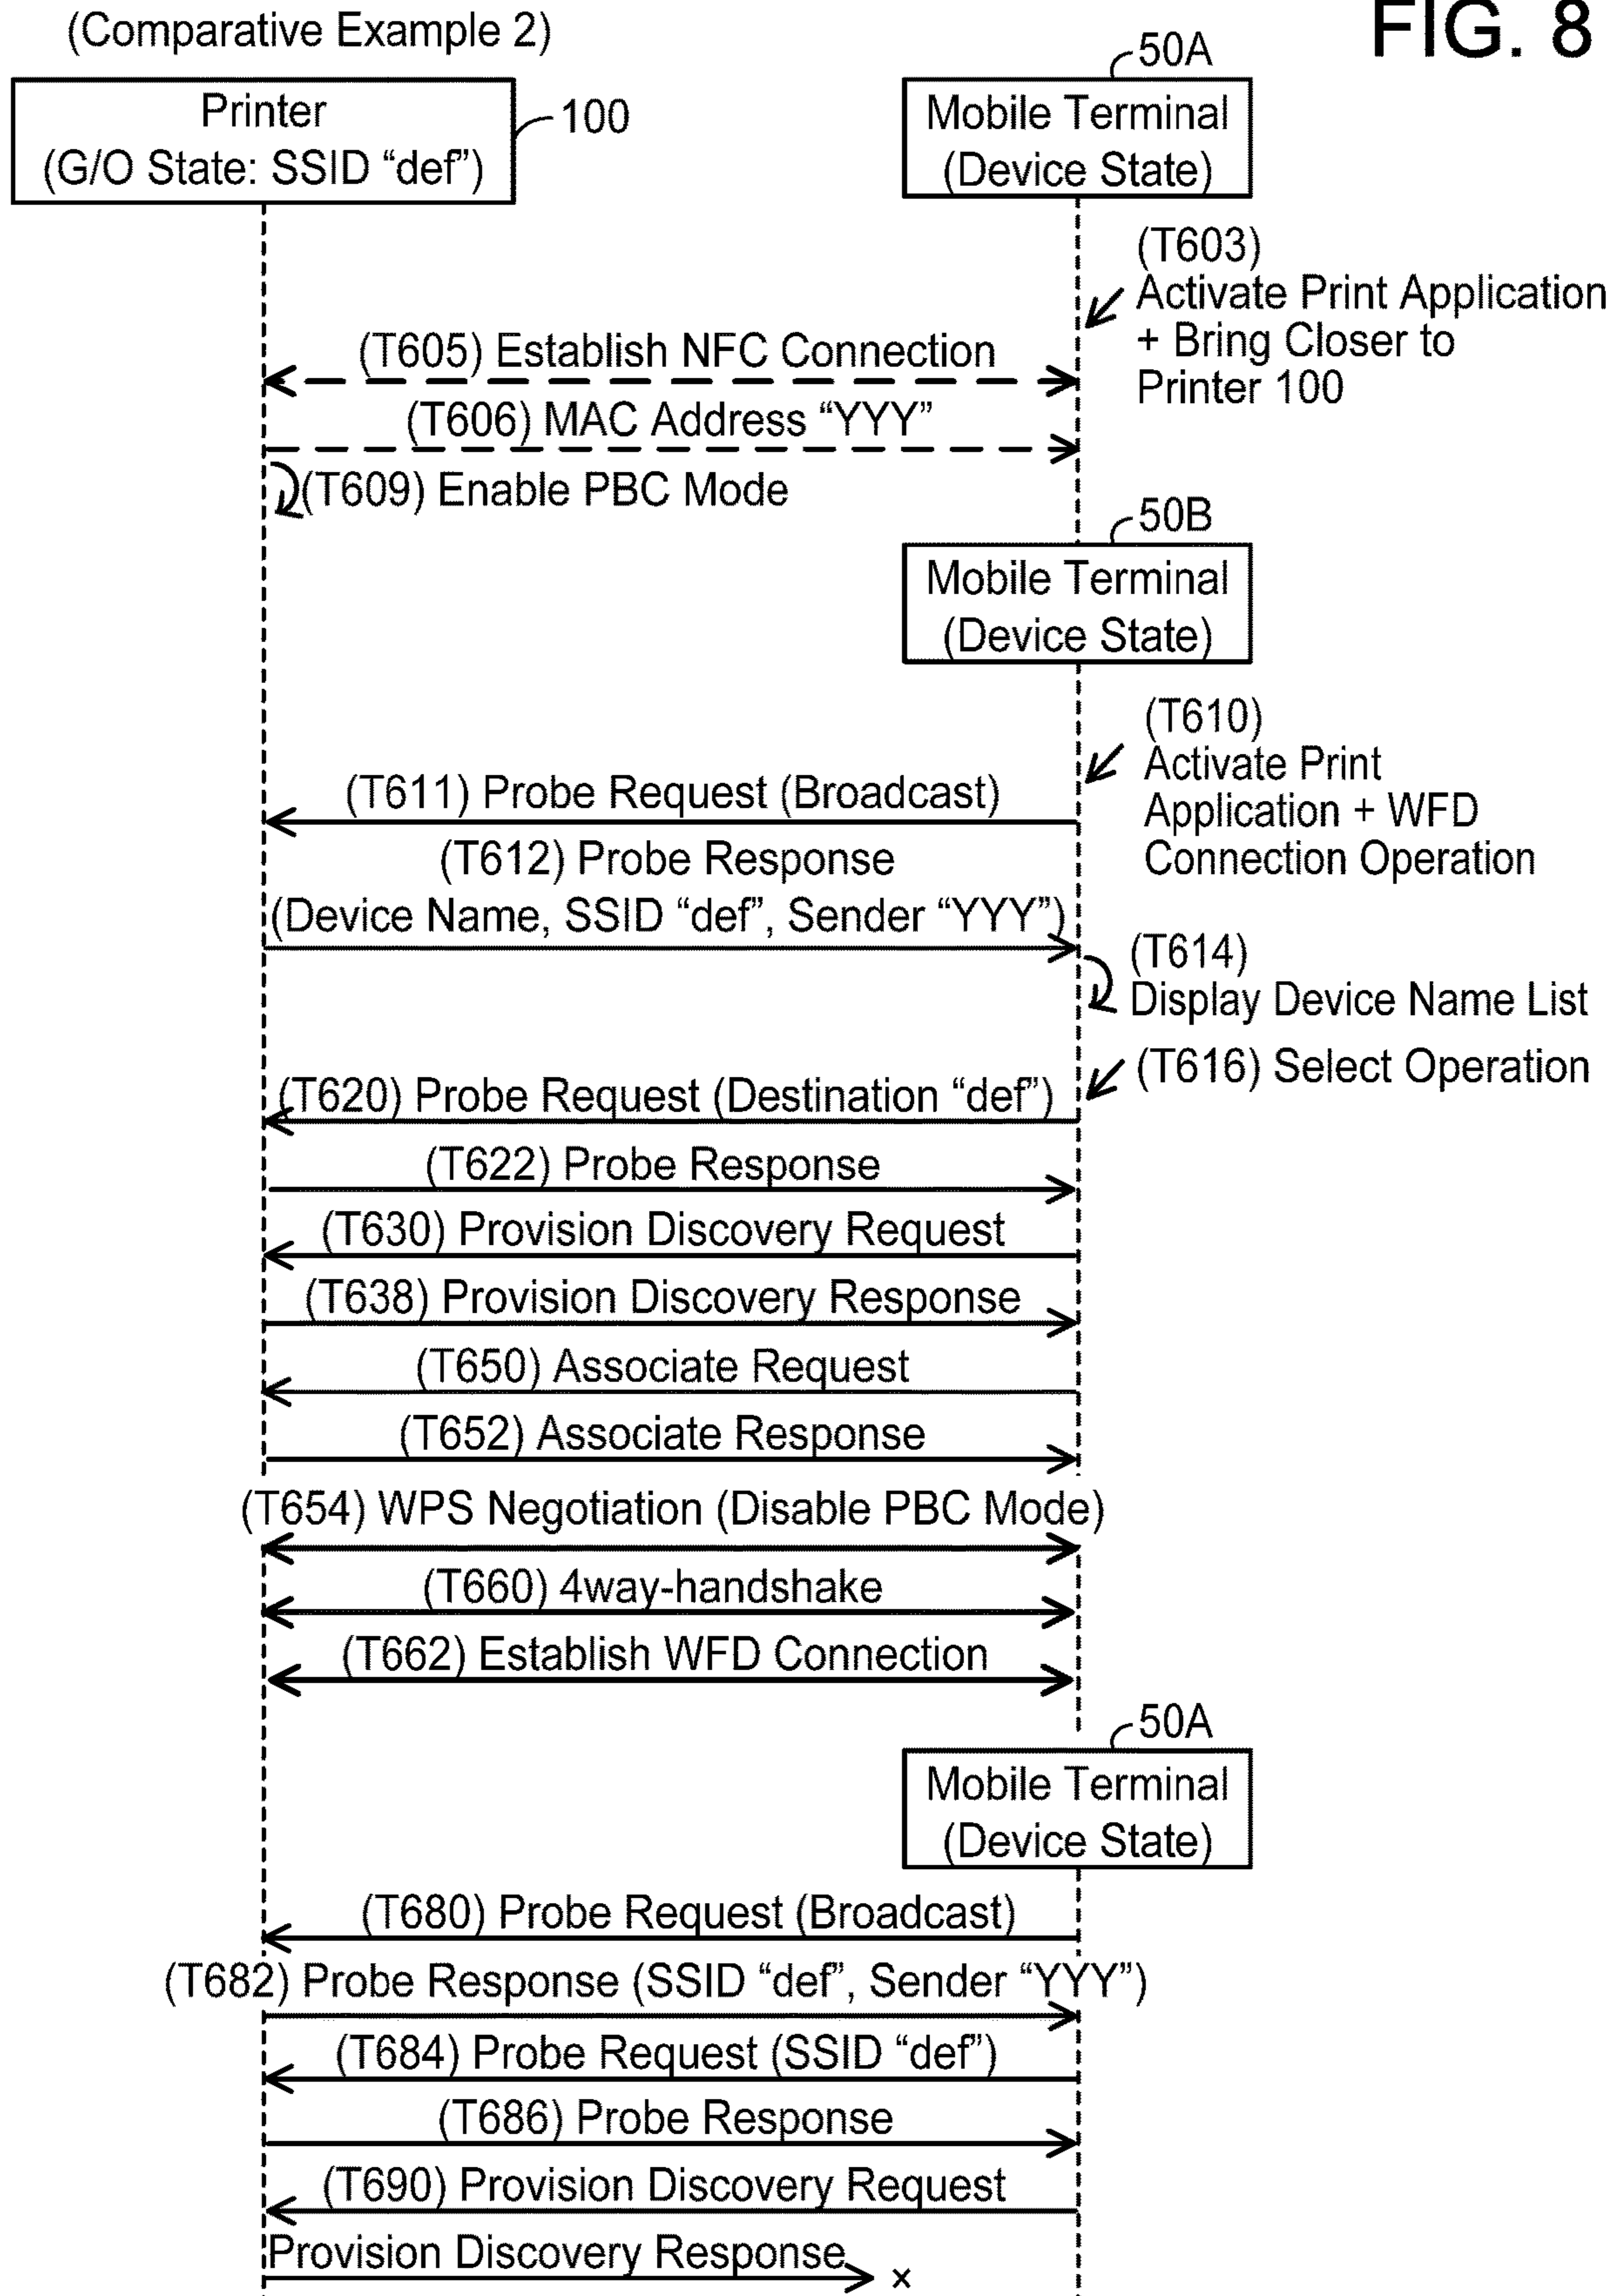 (Comparative Example 2)
FIG. 8
Printer
(G/O State: SSID “def”)
100
50A
Mobile Terminal
(Device State)
(T603)
Activate Print Application
+ Bring Closer to
Printer 100
(T605) Establish NFC Connection
(T606) MAC Address “YYY”
(T609) Enable PBC Mode
50B
Mobile Terminal
(Device State)
(T610)
Activate Print
Application + WFD
Connection Operation
(T611) Probe Request (Broadcast)
(T612) Probe Response
(Device Name, SSID “def”, Sender “YYY”)
(T614)
Display Device Name List
(T616) Select Operation
(T620) Probe Request (Destination “def”)
(T622) Probe Response
(T630) Provision Discovery Request
(T638) Provision Discovery Response
(T650) Associate Request
(T652) Associate Response
(T654) WPS Negotiation (Disable PBC Mode)
(T660) 4way-handshake
(T662) Establish WFD Connection
50A
Mobile Terminal
(Device State)
(T680) Probe Request (Broadcast)
(T682) Probe Response (SSID “def”, Sender “YYY”)
(T684) Probe Request (SSID “def”)
(T686) Probe Response
(T690) Provision Discovery Request
Provision Discovery Response
×